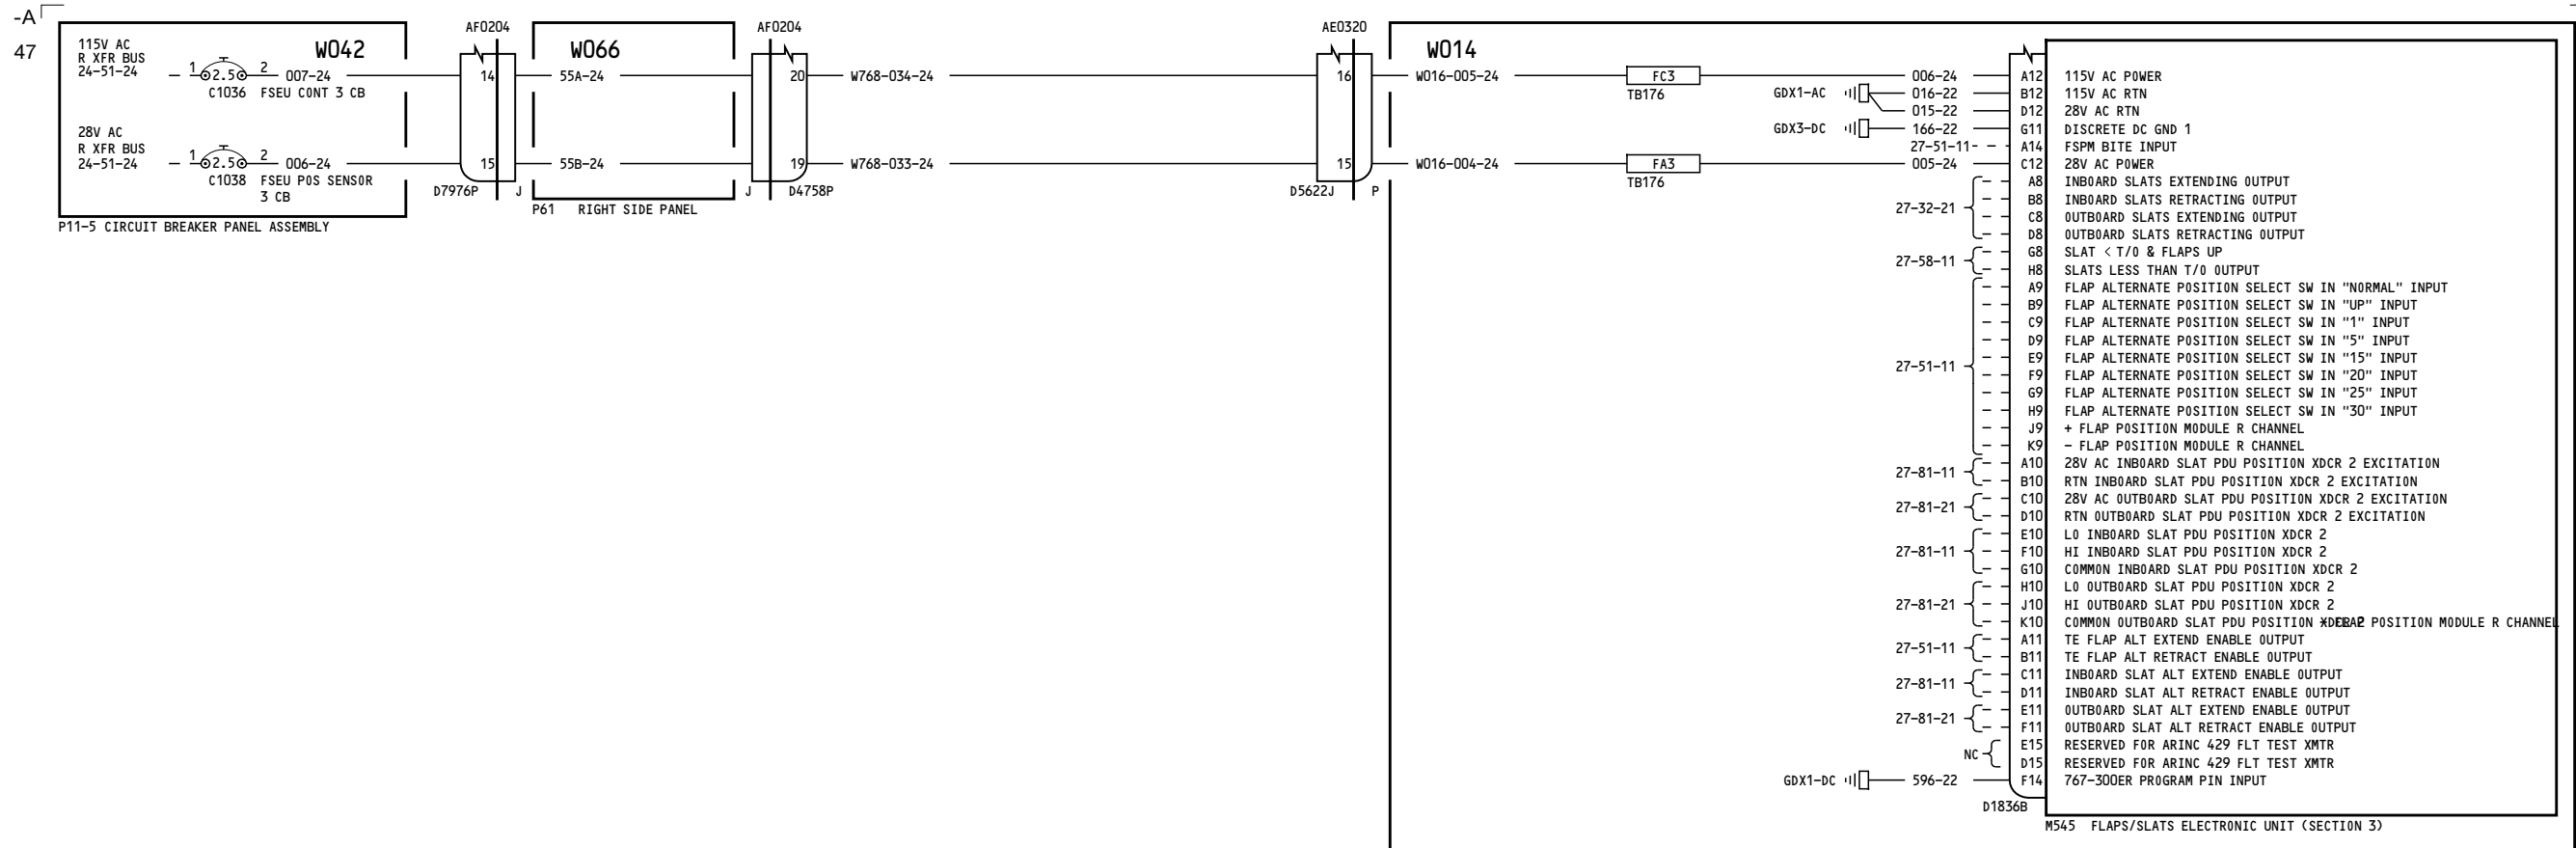 -A
47
115V AC
R XFR BUS
24-51-24
W042
1
2.5
2
007-24
C1036 FSEU CONT 3 CB
28V AC
R XFR BUS
24-51-24
1
2.5
2
006-24
C1038 FSEU POS SENSOR
3 CB
P11-5 CIRCUIT BREAKER PANEL ASSEMBLY
AF0204
14
15
D7976P J
W066
55A-24
55B-24
P61 RIGHT SIDE PANEL
AF0204
20
19
J D4758P
W768-034-24
W768-033-24
AE0320
16
15
D5622J P
W014
W016-005-24
FC3
TB176
W016-004-24
FA3
TB176
006-24 A12 115V AC POWER
GDX1-AC 016-22 B12 115V AC RTN
015-22 D12 28V AC RTN
GDX3-DC 166-22 G11 DISCRETE DC GND 1
27-51-11 A14 FSPM BITE INPUT
005-24 C12 28V AC POWER
A8 INBOARD SLATS EXTENDING OUTPUT
27-32-21 B8 INBOARD SLATS RETRACTING OUTPUT
C8 OUTBOARD SLATS EXTENDING OUTPUT
D8 OUTBOARD SLATS RETRACTING OUTPUT
27-58-11 G8 SLAT < T/O & FLAPS UP
H8 SLATS LESS THAN T/O OUTPUT
A9 FLAP ALTERNATE POSITION SELECT SW IN "NORMAL" INPUT
B9 FLAP ALTERNATE POSITION SELECT SW IN "UP" INPUT
C9 FLAP ALTERNATE POSITION SELECT SW IN "1" INPUT
D9 FLAP ALTERNATE POSITION SELECT SW IN "5" INPUT
27-51-11 E9 FLAP ALTERNATE POSITION SELECT SW IN "15" INPUT
F9 FLAP ALTERNATE POSITION SELECT SW IN "20" INPUT
G9 FLAP ALTERNATE POSITION SELECT SW IN "25" INPUT
H9 FLAP ALTERNATE POSITION SELECT SW IN "30" INPUT
J9 + FLAP POSITION MODULE R CHANNEL
K9 - FLAP POSITION MODULE R CHANNEL
27-81-11 A10 28V AC INBOARD SLAT PDU POSITION XDCR 2 EXCITATION
B10 RTN INBOARD SLAT PDU POSITION XDCR 2 EXCITATION
27-81-21 C10 28V AC OUTBOARD SLAT PDU POSITION XDCR 2 EXCITATION
D10 RTN OUTBOARD SLAT PDU POSITION XDCR 2 EXCITATION
E10 LO INBOARD SLAT PDU POSITION XDCR 2
27-81-11 F10 HI INBOARD SLAT PDU POSITION XDCR 2
G10 COMMON INBOARD SLAT PDU POSITION XDCR 2
H10 LO OUTBOARD SLAT PDU POSITION XDCR 2
27-81-21 J10 HI OUTBOARD SLAT PDU POSITION XDCR 2
K10 COMMON OUTBOARD SLAT PDU POSITION POSITION MODULE R CHANNEL
27-51-11 A11 TE FLAP ALT EXTEND ENABLE OUTPUT
B11 TE FLAP ALT RETRACT ENABLE OUTPUT
27-81-11 C11 INBOARD SLAT ALT EXTEND ENABLE OUTPUT
D11 INBOARD SLAT ALT RETRACT ENABLE OUTPUT
27-81-21 E11 OUTBOARD SLAT ALT EXTEND ENABLE OUTPUT
F11 OUTBOARD SLAT ALT RETRACT ENABLE OUTPUT
NC E15 RESERVED FOR ARINC 429 FLT TEST XMTR
D15 RESERVED FOR ARINC 429 FLT TEST XMTR
GDX1-DC 596-22 F14 767-300ER PROGRAM PIN INPUT
D1836B
M545 FLAPS/SLATS ELECTRONIC UNIT (SECTION 3)